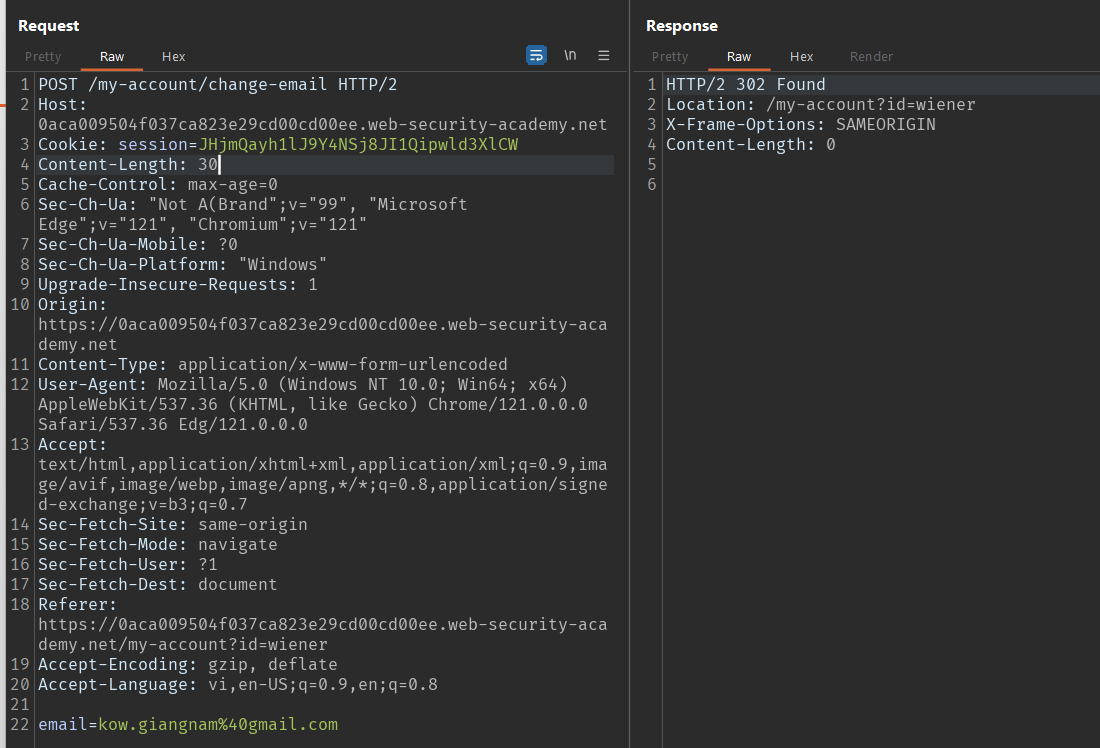 Request
Pretty Raw Hex \n
1 POST /my-account/change-email HTTP/2
2 Host:
0aca009504f037ca823e29cd00cd00ee.web-security-academy.net
3 Cookie: session=JHjmQayh1lJ9Y4NSj8JI1Qipwld3XlCW
4 Content-Length: 30
5 Cache-Control: max-age=0
6 Sec-Ch-Ua: "Not A(Brand";v="99", "Microsoft
Edge";v="121", "Chromium";v="121"
7 Sec-Ch-Ua-Mobile: ?0
8 Sec-Ch-Ua-Platform: "Windows"
9 Upgrade-Insecure-Requests: 1
10 Origin:
https://0aca009504f037ca823e29cd00cd00ee.web-security-aca
demy.net
11 Content-Type: application/x-www-form-urlencoded
12 User-Agent: Mozilla/5.0 (Windows NT 10.0; Win64; x64)
AppleWebKit/537.36 (KHTML, like Gecko) Chrome/121.0.0.0
Safari/537.36 Edg/121.0.0.0
13 Accept:
text/html,application/xhtml+xml,application/xml;q=0.9,ima
ge/avif,image/webp,image/apng,*/*;q=0.8,application/signe
d-exchange;v=b3;q=0.7
14 Sec-Fetch-Site: same-origin
15 Sec-Fetch-Mode: navigate
16 Sec-Fetch-User: ?1
17 Sec-Fetch-Dest: document
18 Referer:
https://0aca009504f037ca823e29cd00cd00ee.web-security-aca
demy.net/my-account?id=wiener
19 Accept-Encoding: gzip, deflate
20 Accept-Language: vi,en-US;q=0.9,en;q=0.8
21
22 email=kow.giangnam%40gmail.com
Response
Pretty Raw Hex Render
1 HTTP/2 302 Found
2 Location: /my-account?id=wiener
3 X-Frame-Options: SAMEORIGIN
4 Content-Length: 0
5
6